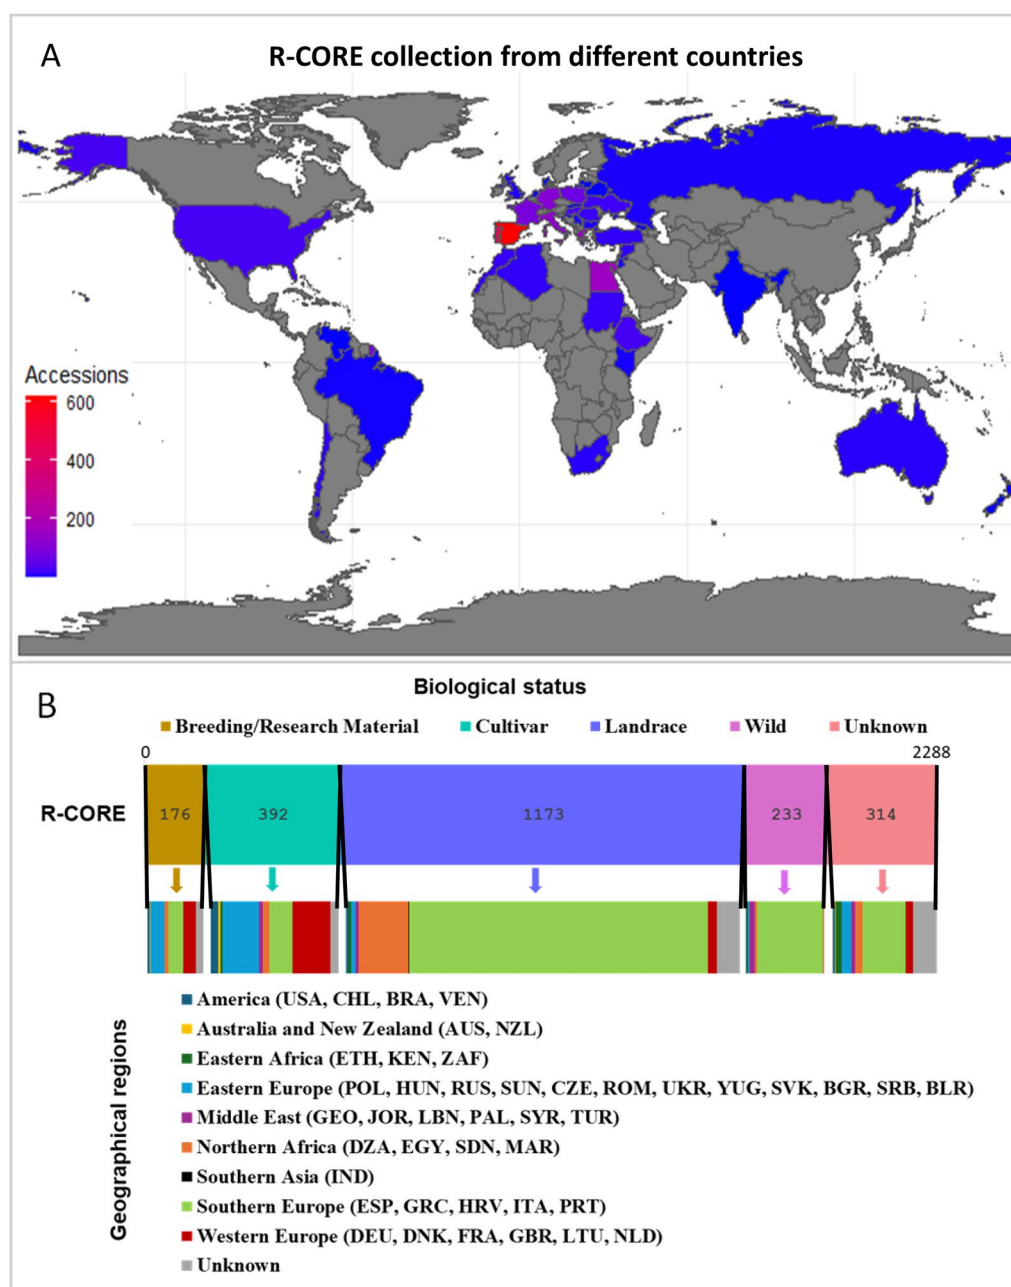 A
R-CORE collection from different countries
Accessions
600
400
200
B
Biological status
Breeding/Research Material Cultivar Landrace Wild Unknown
0 2288
R-CORE 176 392 1173 233 314
Geographical regions
America (USA, CHL, BRA, VEN)
Australia and New Zealand (AUS, NZL)
Eastern Africa (ETH, KEN, ZAF)
Eastern Europe (POL, HUN, RUS, SUN, CZE, ROM, UKR, YUG, SVK, BGR, SRB, BLR)
Middle East (GEO, JOR, LBN, PAL, SYR, TUR)
Northern Africa (DZA, EGY, SDN, MAR)
Southern Asia (IND)
Southern Europe (ESP, GRC, HRV, ITA, PRT)
Western Europe (DEU, DNK, FRA, GBR, LTU, NLD)
Unknown